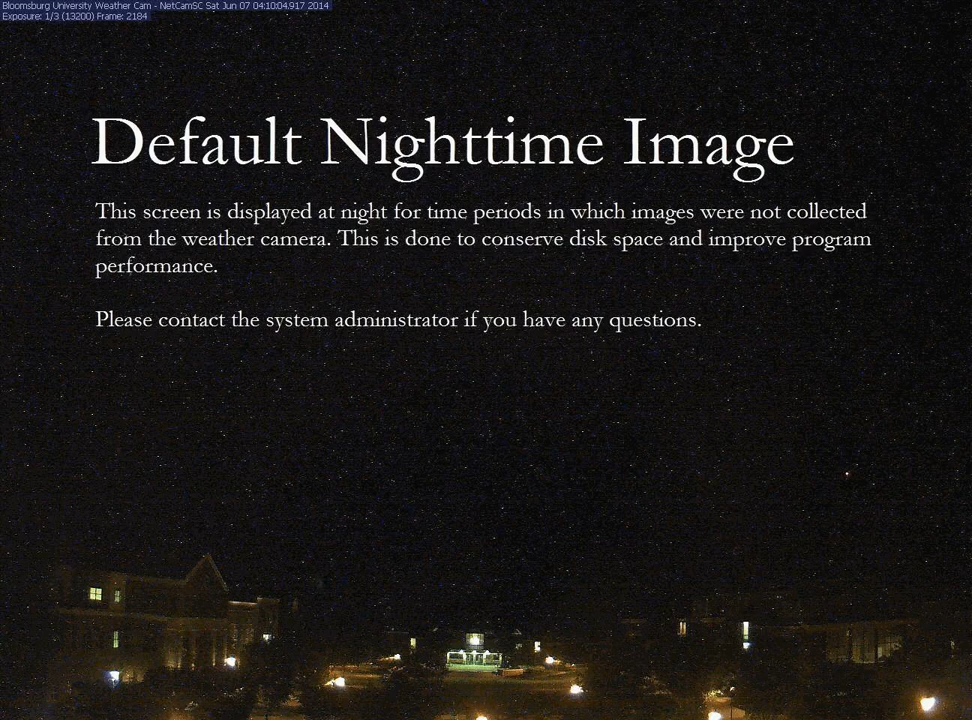 Bloomsburg University Weather Cam - NetCamSC Sat Jun 07 04:10:04.917 2014
Exposure: 1/3 (13200) Frame: 2184
Default Nighttime Image
This screen is displayed at night for time periods in which images were not collected
from the weather camera. This is done to conserve disk space and improve program
performance.
Please contact the system administrator if you have any questions.